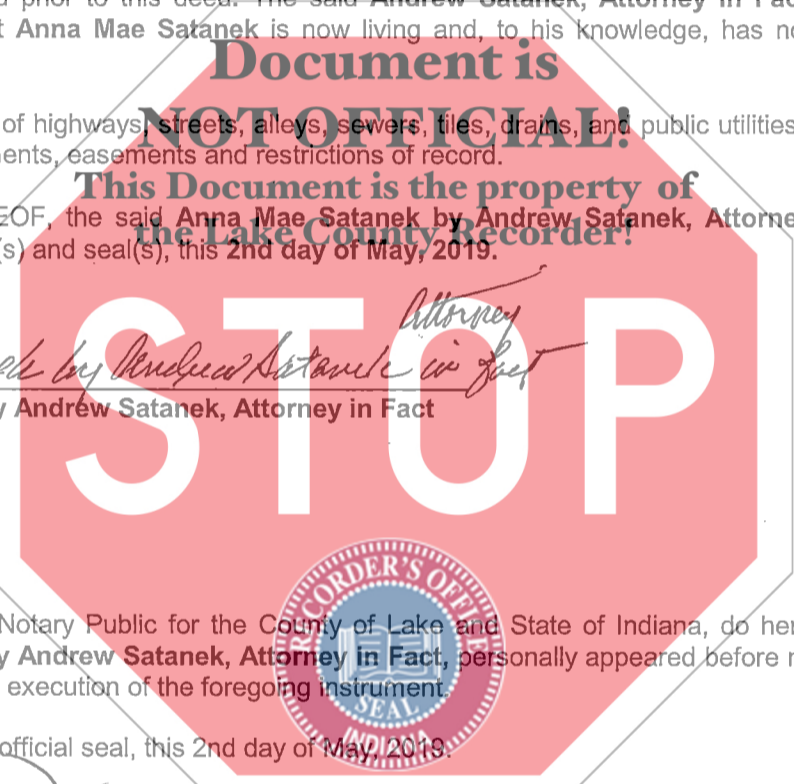 prior to this deed. The said Andrew Satanek, Attorney in Fac
Anna Mae Satanek is now living and, to his knowledge, has no
Document is
NOT OFFICIAL!
of highways, streets, alleys, sewers, tiles, drains, and public utilities
ents, easements and restrictions of record.
This Document is the property of
EOF, the said Anna Mae Satanek by Andrew Satanek, Attorne
the Lake County Recorder!
(s) and seal(s), this 2nd day of May, 2019.
STOP
Attorney
ek by Andrew Satanek in fact
y Andrew Satanek, Attorney in Fact
RECORDER'S OFFICE
SEAL
INDIANA
Notary Public for the County of Lake and State of Indiana, do her
y Andrew Satanek, Attorney in Fact, personally appeared before m
execution of the foregoing instrument.
official seal, this 2nd day of May, 2019.